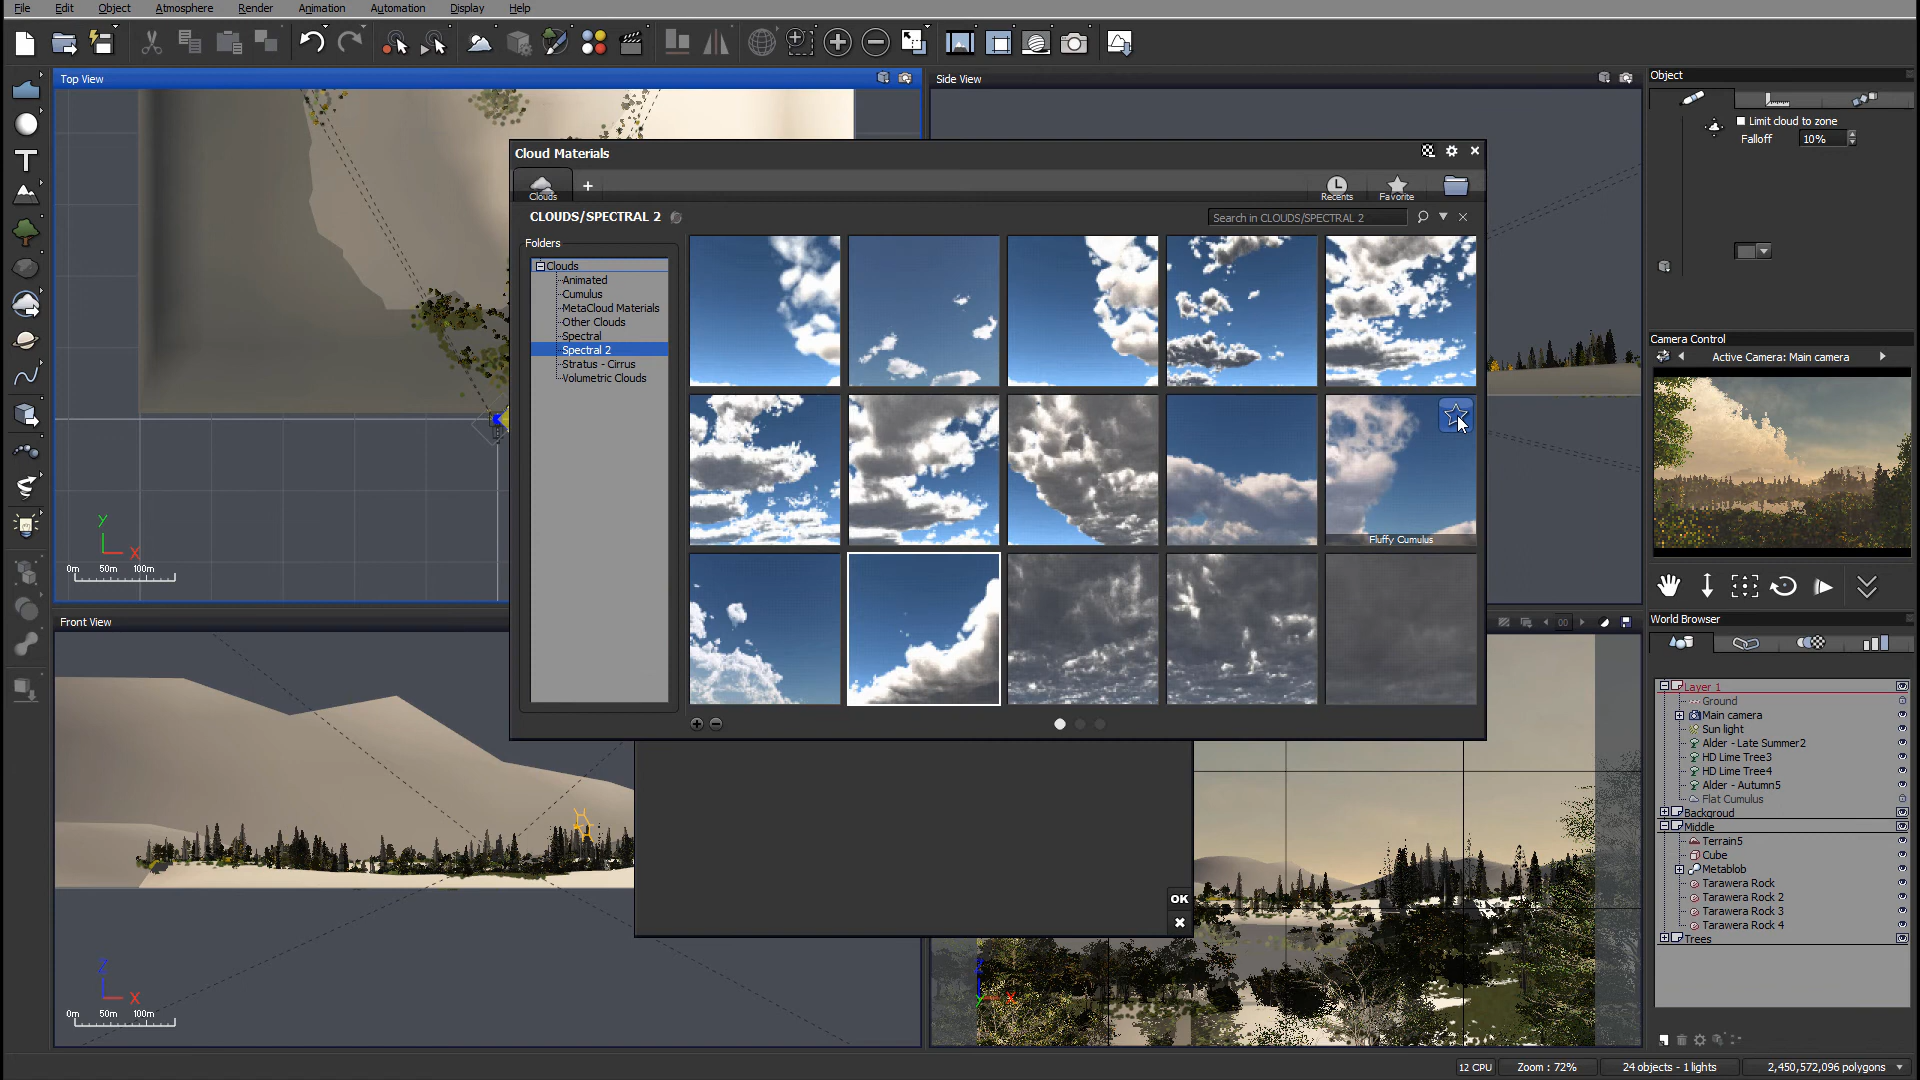 File Edit Object Atmosphere Render Animation Automation Display Help
Top View
Side View
Object
Limit cloud to zone
Falloff 10%
Cloud Materials
Clouds
+
Recents
Favorite
CLOUDS/SPECTRAL 2
Search in CLOUDS/SPECTRAL 2
Folders
Clouds
Animated
Cumulus
MetaCloud Materials
Other Clouds
Spectral
Spectral 2
Stratus - Cirrus
Volumetric Clouds
Fluffy Cumulus
OK
Camera Control
Active Camera: Main camera
World Browser
Layer 1
Ground
Main camera
Sun light
Alder - Late Summer2
HD Lime Tree3
HD Lime Tree4
Alder - Autumn5
Flat Cumulus
Backgroud
Middle
Terrain5
Cube
Metablob
Tarawera Rock
Tarawera Rock 2
Tarawera Rock 3
Tarawera Rock 4
Trees
Y
X
0m 50m 100m
Front View
00
Z
X
0m 50m 100m
Z
Y
X
12 CPU
Zoom : 72%
24 objects - 1 lights
2,450,572,096 polygons